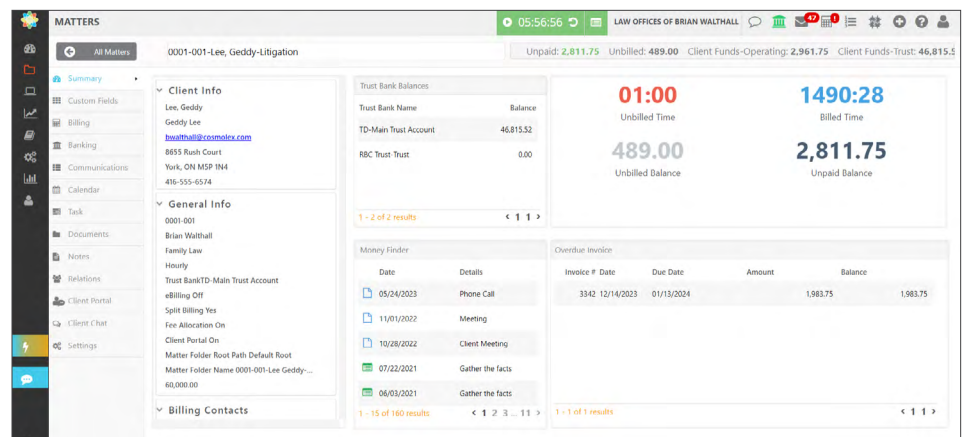 MATTERS
05:56:56
LAW OFFICES OF BRIAN WALTHALL
47
!
All Matters
0001-001-Lee, Geddy-Litigation
Unpaid: 2,811.75 Unbilled: 489.00 Client Funds-Operating: 2,961.75 Client Funds-Trust: 46,815.5
Summary
Custom Fields
Billing
Banking
Communications
Calendar
Task
Documents
Notes
Relations
Client Portal
Client Chat
Settings
Client Info
Lee, Geddy
Geddy Lee
bwalthall@cosmolex.com
8655 Rush Court
York, ON M5P 1N4
416-555-6574
General Info
0001-001
Brian Walthall
Family Law
Hourly
Trust BankTD-Main Trust Account
eBilling Off
Split Billing Yes
Fee Allocation On
Client Portal On
Matter Folder Root Path Default Root
Matter Folder Name 0001-001-Lee Geddy-...
60,000.00
Billing Contacts
Trust Bank Balances
Trust Bank Name Balance
TD-Main Trust Account 46,815.52
RBC Trust-Trust 0.00
1 - 2 of 2 results < 1 1 >
01:00
Unbilled Time
1490:28
Billed Time
489.00
Unbilled Balance
2,811.75
Unpaid Balance
Money Finder
Date Details
05/24/2023 Phone Call
11/01/2022 Meeting
10/28/2022 Client Meeting
07/22/2021 Gather the facts
06/03/2021 Gather the facts
1 - 15 of 160 results < 1 2 3 ... 11 >
Overdue Invoice
Invoice # Date Due Date Amount Balance
3342 12/14/2023 01/13/2024 1,983.75 1,983.75
1 - 1 of 1 results < 1 1 >